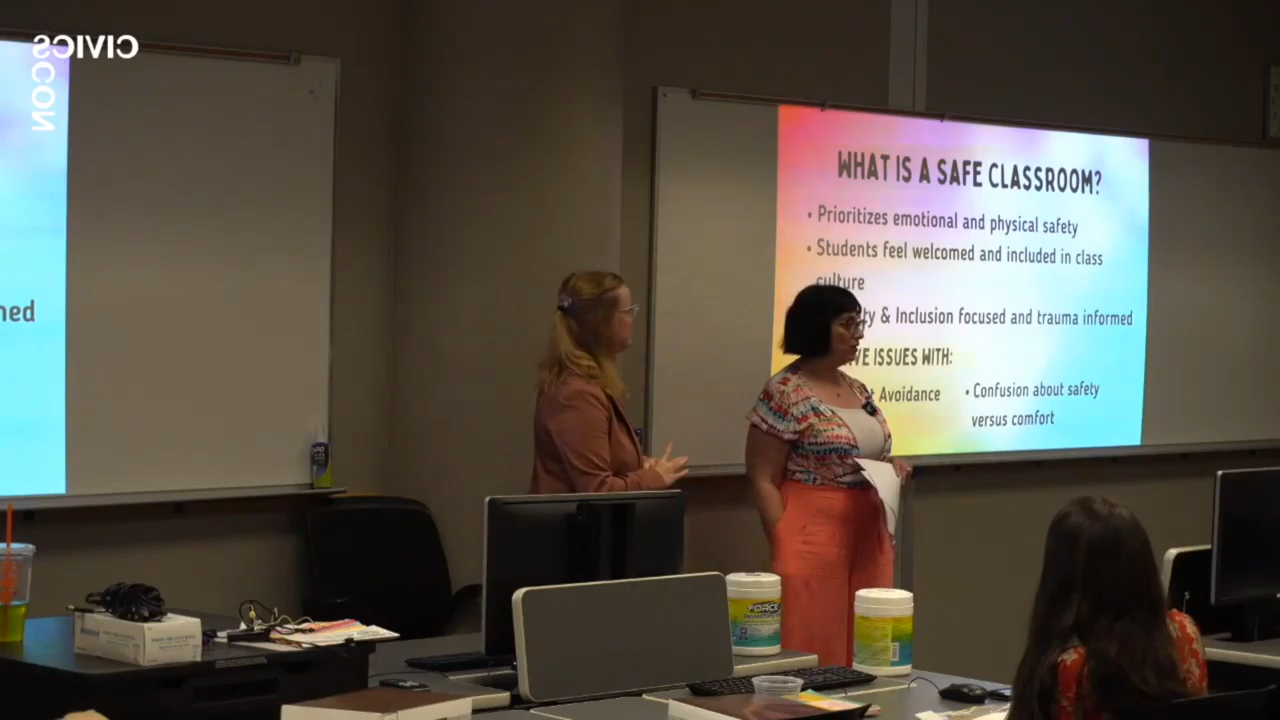 CIVICS
CON
WHAT IS A SAFE CLASSROOM?
• Prioritizes emotional and physical safety
• Students feel welcomed and included in class
culture
ty & Inclusion focused and trauma informed
VE ISSUES WITH:
t Avoidance
• Confusion about safety
versus comfort
ned
FORCE